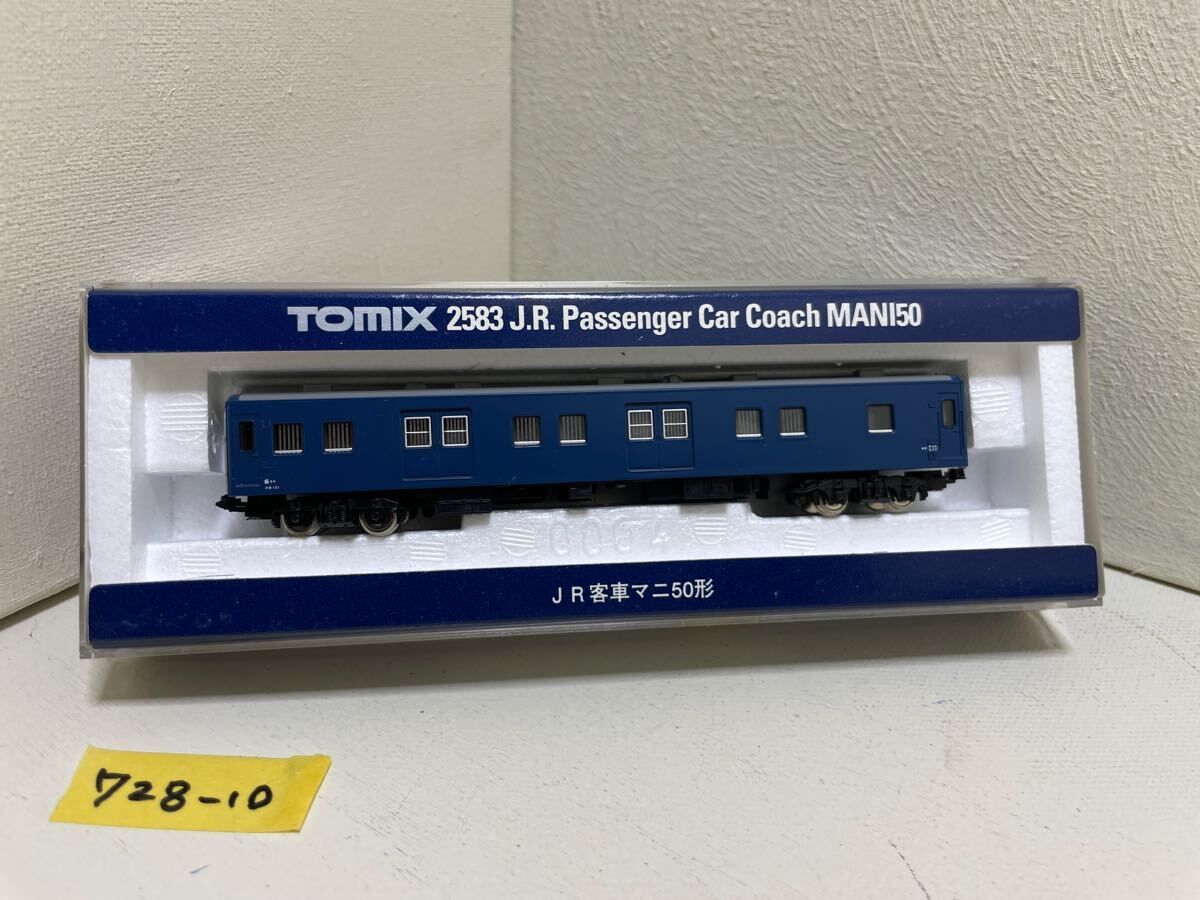 TOMIX 2583 J.R. Passenger Car Coach MANI50
JR客車マニ50形
728-10